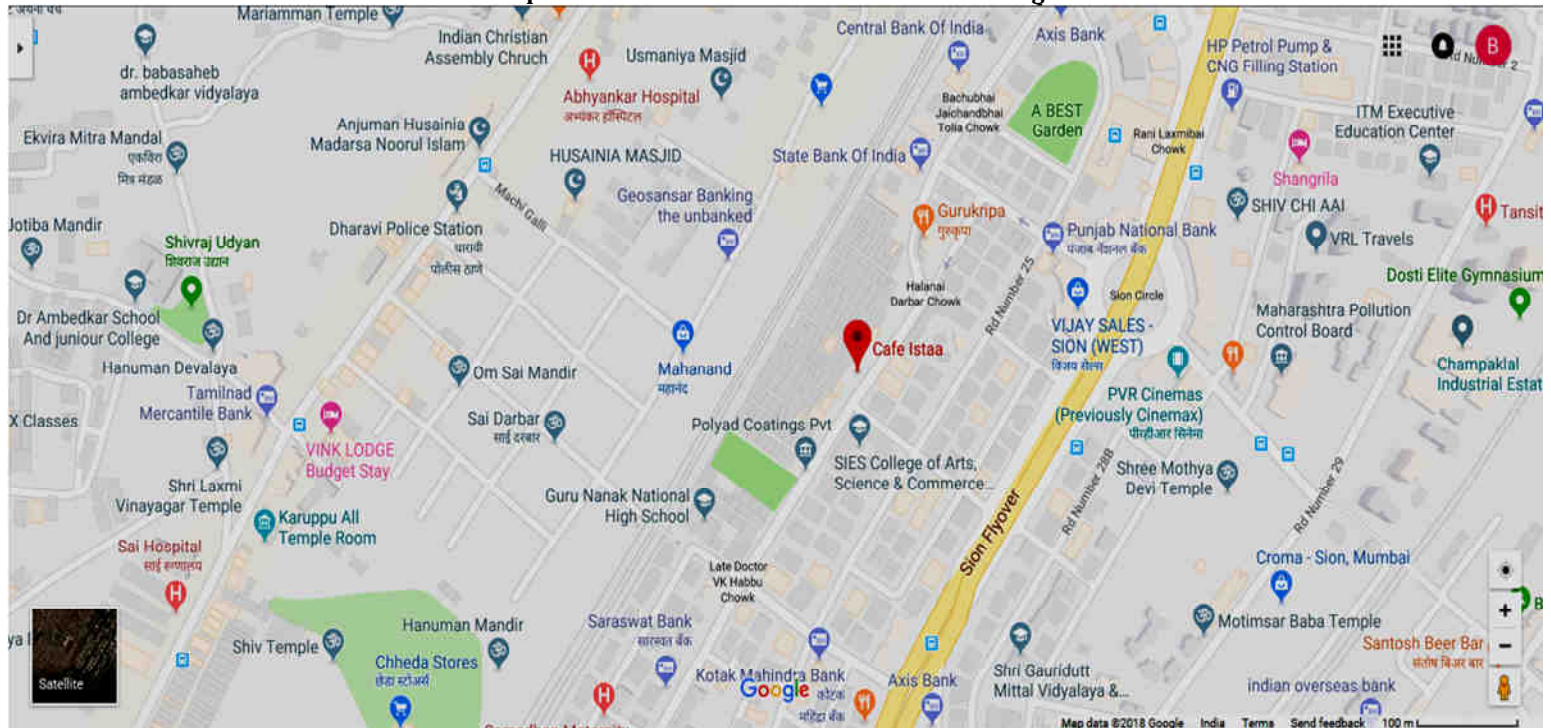 Mariamman Temple
dr. babasaheb
ambedkar vidyalaya
Indian Christian
Assembly Chruch
Abhyankar Hospital
अभ्यंकर हॉस्पिटल
Usmaniya Masjid
Central Bank Of India
Axis Bank
HP Petrol Pump &
CNG Filling Station
B
Rd Number 2
Ekvira Mitra Mandal
एकविरा
मित्र मंडळ
Anjuman Husainia
Madarsa Noorul Islam
HUSAINIA MASJID
State Bank Of India
Bachubhai
Jaichandbhai
Tolia Chowk
A BEST
Garden
Rani Laxmibai
Chowk
ITM Executive
Education Center
Shangrila
Machi Galli
Geosansar Banking
the unbanked
Gurukripa
गुरुकृपा
Punjab National Bank
पंजाब नॅशनल बँक
SHIV CHI AAI
VRL Travels
Tansit
Jotiba Mandir
Shivraj Udyan
शिवराज उद्यान
Dharavi Police Station
धारावी
पोलीस ठाणे
Halanai
Darbar Chowk
Rd Number 25
Sion Circle
Dosti Elite Gymnasium
Dr Ambedkar School
And juniour College
Hanuman Devalaya
Mahanand
महानंद
Cafe Istaa
VIJAY SALES -
SION (WEST)
विजय सेल्स
Maharashtra Pollution
Control Board
Champaklal
Industrial Estat
Tamilnad
Mercantile Bank
Om Sai Mandir
PVR Cinemas
(Previously Cinemax)
पीव्हीआर सिनेमा
X Classes
VINK LODGE
Budget Stay
Sai Darbar
साई दरबार
Polyad Coatings Pvt
SIES College of Arts,
Science & Commerce...
Shree Mothya
Devi Temple
Rd Number 28B
Rd Number 29
Shri Laxmi
Vinayagar Temple
Karuppu All
Temple Room
Guru Nanak National
High School
Sion Flyover
Sai Hospital
साई रुग्णालय
Late Doctor
VK Habbu
Chowk
Croma - Sion, Mumbai
Motimsar Baba Temple
Shiv Temple
Hanuman Mandir
Saraswat Bank
सारस्वत बँक
Santosh Beer Bar
संतोष बिअर बार
Satellite
Chheda Stores
छेडा स्टोअर्स
Kotak Mahindra Bank
कोटक
महिंद्रा बँक
Google
Axis Bank
Shri Gauridutt
Mittal Vidyalaya &...
indian overseas bank
Map data ©2018 Google India Terms Send feedback 100 m